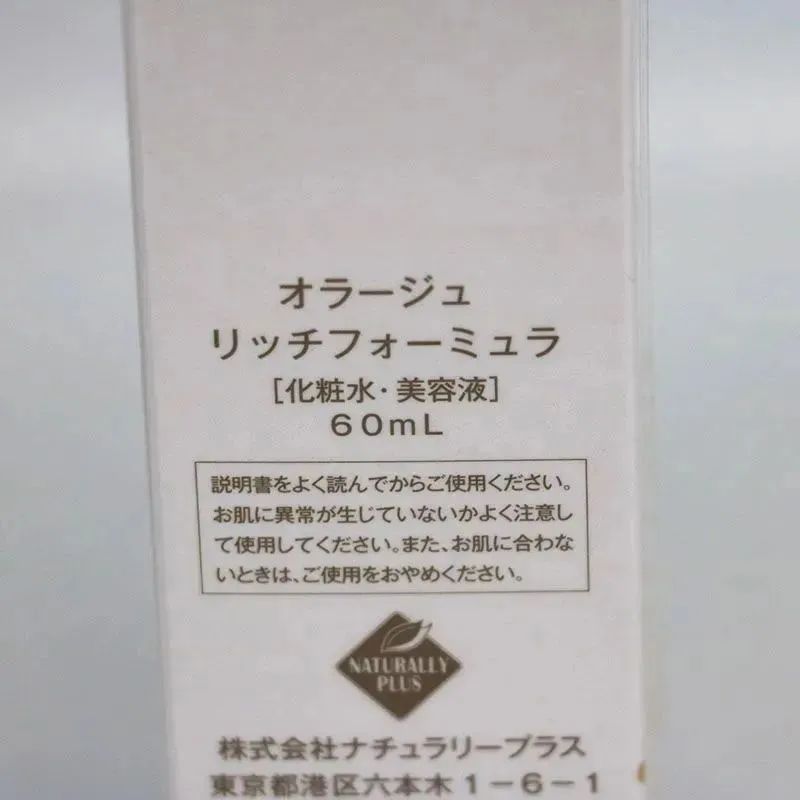 オラージュ
リッチフォーミュラ
［化粧水・美容液］
60mL
説明書をよく読んでからご使用ください。
お肌に異常が生じていないかよく注意し
て使用してください。また、お肌に合わな
いときは、ご使用をおやめください。
NATURALLY
PLUS
株式会社ナチュラリープラス
東京都港区六本木1－6－1